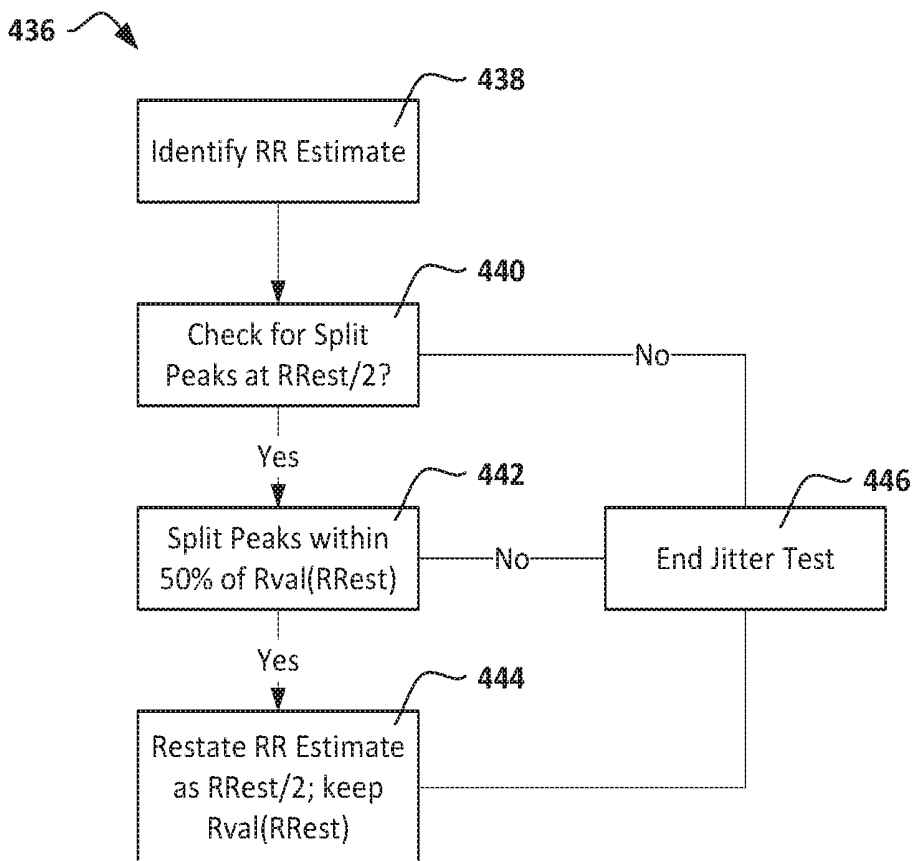 436
438
Identify RR Estimate
440
Check for Split
Peaks at RRest/2?
No
Yes
442
446
Split Peaks within
50% of Rval(RRest)
No
End Jitter Test
Yes
444
Restate RR Estimate
as RRest/2; keep
Rval(RRest)